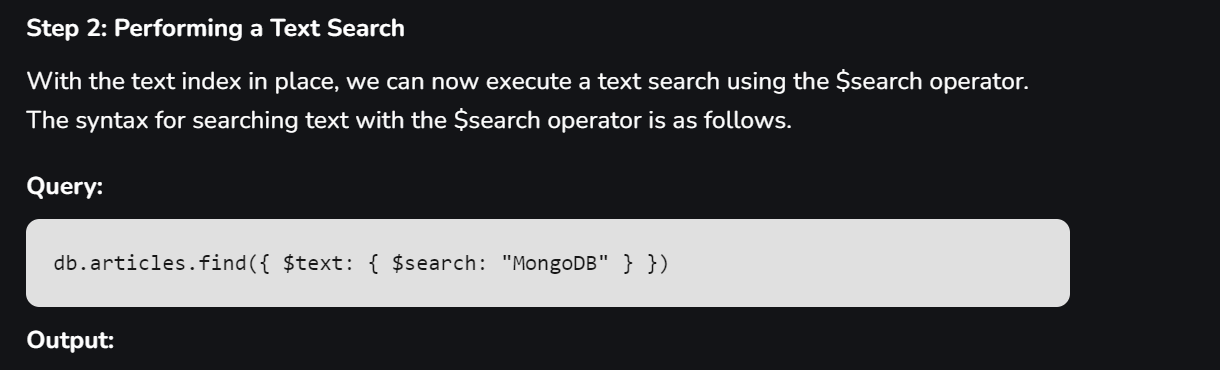 Step 2: Performing a Text Search
With the text index in place, we can now execute a text search using the $search operator.
The syntax for searching text with the $search operator is as follows.
Query:
db.articles.find({ $text: { $search: "MongoDB" } })
Output: